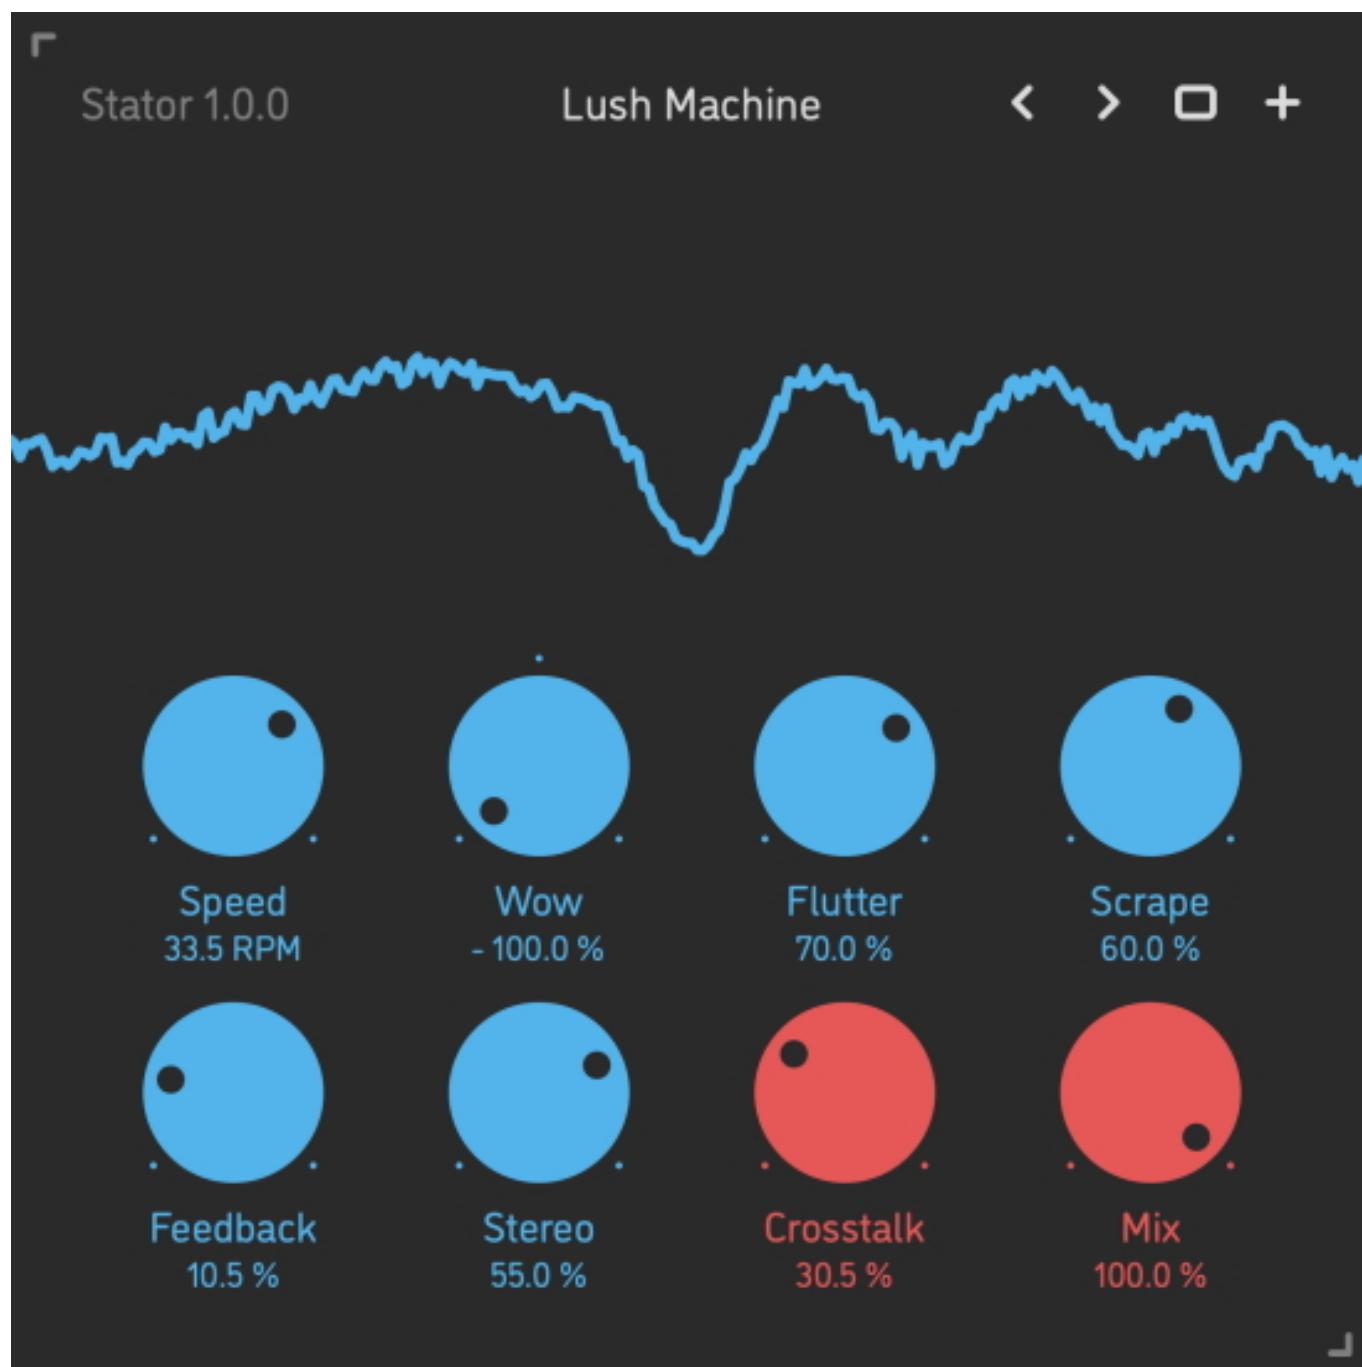 Stator 1.0.0
Lush Machine
Speed
33.5 RPM
Wow
- 100.0 %
Flutter
70.0 %
Scrape
60.0 %
Feedback
10.5 %
Stereo
55.0 %
Crosstalk
30.5 %
Mix
100.0 %